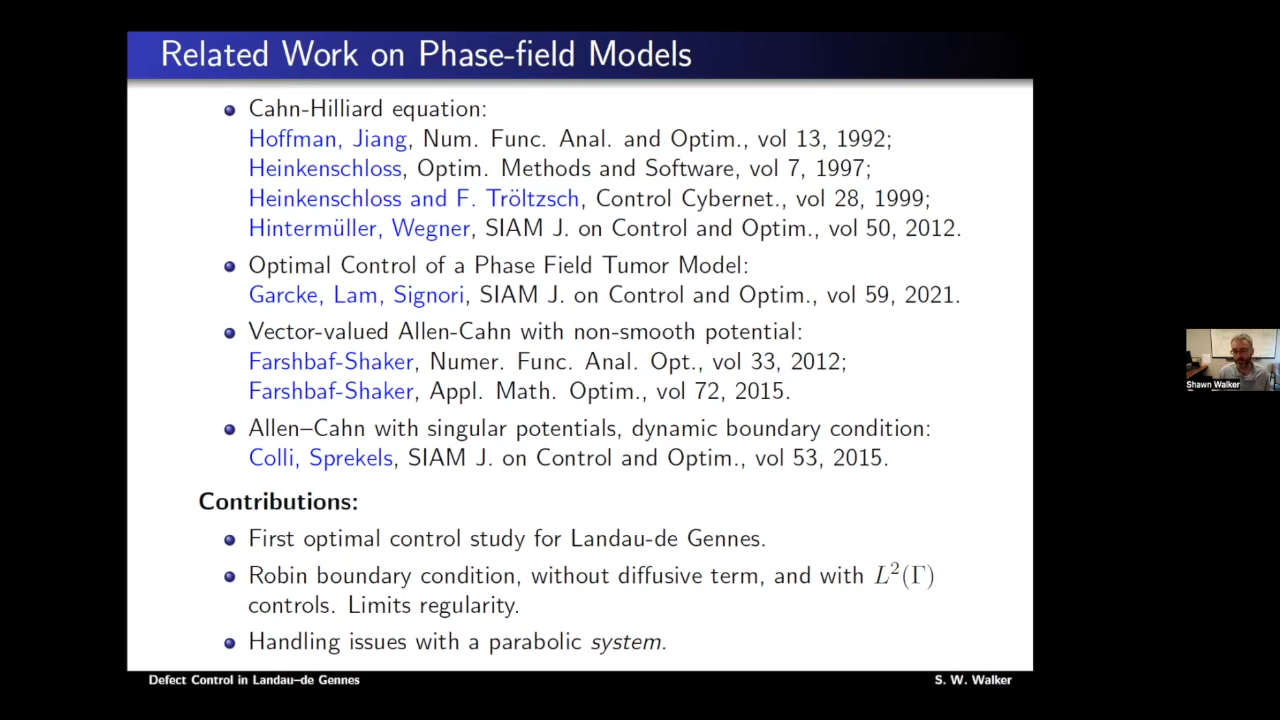 Related Work on Phase-field Models
Cahn-Hilliard equation:
Hoffman, Jiang, Num. Func. Anal. and Optim., vol 13, 1992;
Heinkenschloss, Optim. Methods and Software, vol 7, 1997;
Heinkenschloss and F. Tröltzsch, Control Cybernet., vol 28, 1999;
Hintermüller, Wegner, SIAM J. on Control and Optim., vol 50, 2012.
Optimal Control of a Phase Field Tumor Model:
Garcke, Lam, Signori, SIAM J. on Control and Optim., vol 59, 2021.
Vector-valued Allen-Cahn with non-smooth potential:
Farshbaf-Shaker, Numer. Func. Anal. Opt., vol 33, 2012;
Farshbaf-Shaker, Appl. Math. Optim., vol 72, 2015.
Allen–Cahn with singular potentials, dynamic boundary condition:
Colli, Sprekels, SIAM J. on Control and Optim., vol 53, 2015.
Contributions:
First optimal control study for Landau-de Gennes.
Robin boundary condition, without diffusive term, and with L²(Γ)
controls. Limits regularity.
Handling issues with a parabolic system.
Defect Control in Landau–de Gennes
S. W. Walker
Shawn Walker